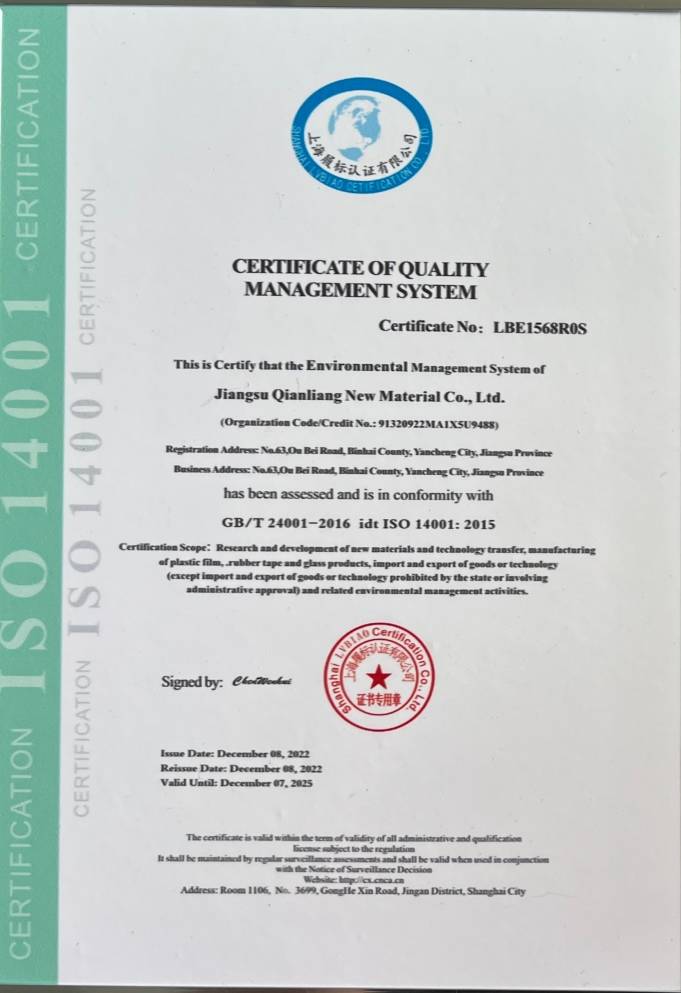 CERTIFICATION ISO 14001 CERTIFICATION
CERTIFICATION ISO 14001 CERTIFICATION
上海 标认证有限公司
SHANGHAI LVBIAO CETIFICATION CO., LTD
CERTIFICATE OF QUALITY
MANAGEMENT SYSTEM
Certificate No: LBE1568R0S
This is Certify that the Environmental Management System of
Jiangsu Qianliang New Material Co., Ltd.
(Organization Code/Credit No.: 91320922MA1X5U9488)
Registration Address: No.63,Ou Bei Road, Binhai County, Yancheng City, Jiangsu Province
Business Address: No.63,Ou Bei Road, Binhai County, Yancheng City, Jiangsu Province
has been assessed and is in conformity with
GB/T 24001-2016 idt ISO 14001: 2015
Certification Scope: Research and development of new materials and technology transfer, manufacturing
of plastic film, .rubber tape and glass products, import and export of goods or technology
(except import and export of goods or technology prohibited by the state or involving
administrative approval) and related environmental management activities.
Signed by:
Shanghai LVBIAO Certification Co., Ltd.
上海 标认证有限公司
证书专用章
Issue Date: December 08, 2022
Reissue Date: December 08, 2022
Valid Until: December 07, 2025
The certificate is valid within the term of validity of all administrative and qualification
license subject to the regulation
It shall be maintained by regular surveillance assessments and shall be valid when used in conjunction
with the Notice of Surveillance Decision
Website: http://cx.cnca.cn
Address: Room 1106, No. 3699, GongHe Xin Road, Jingan District, Shanghai City